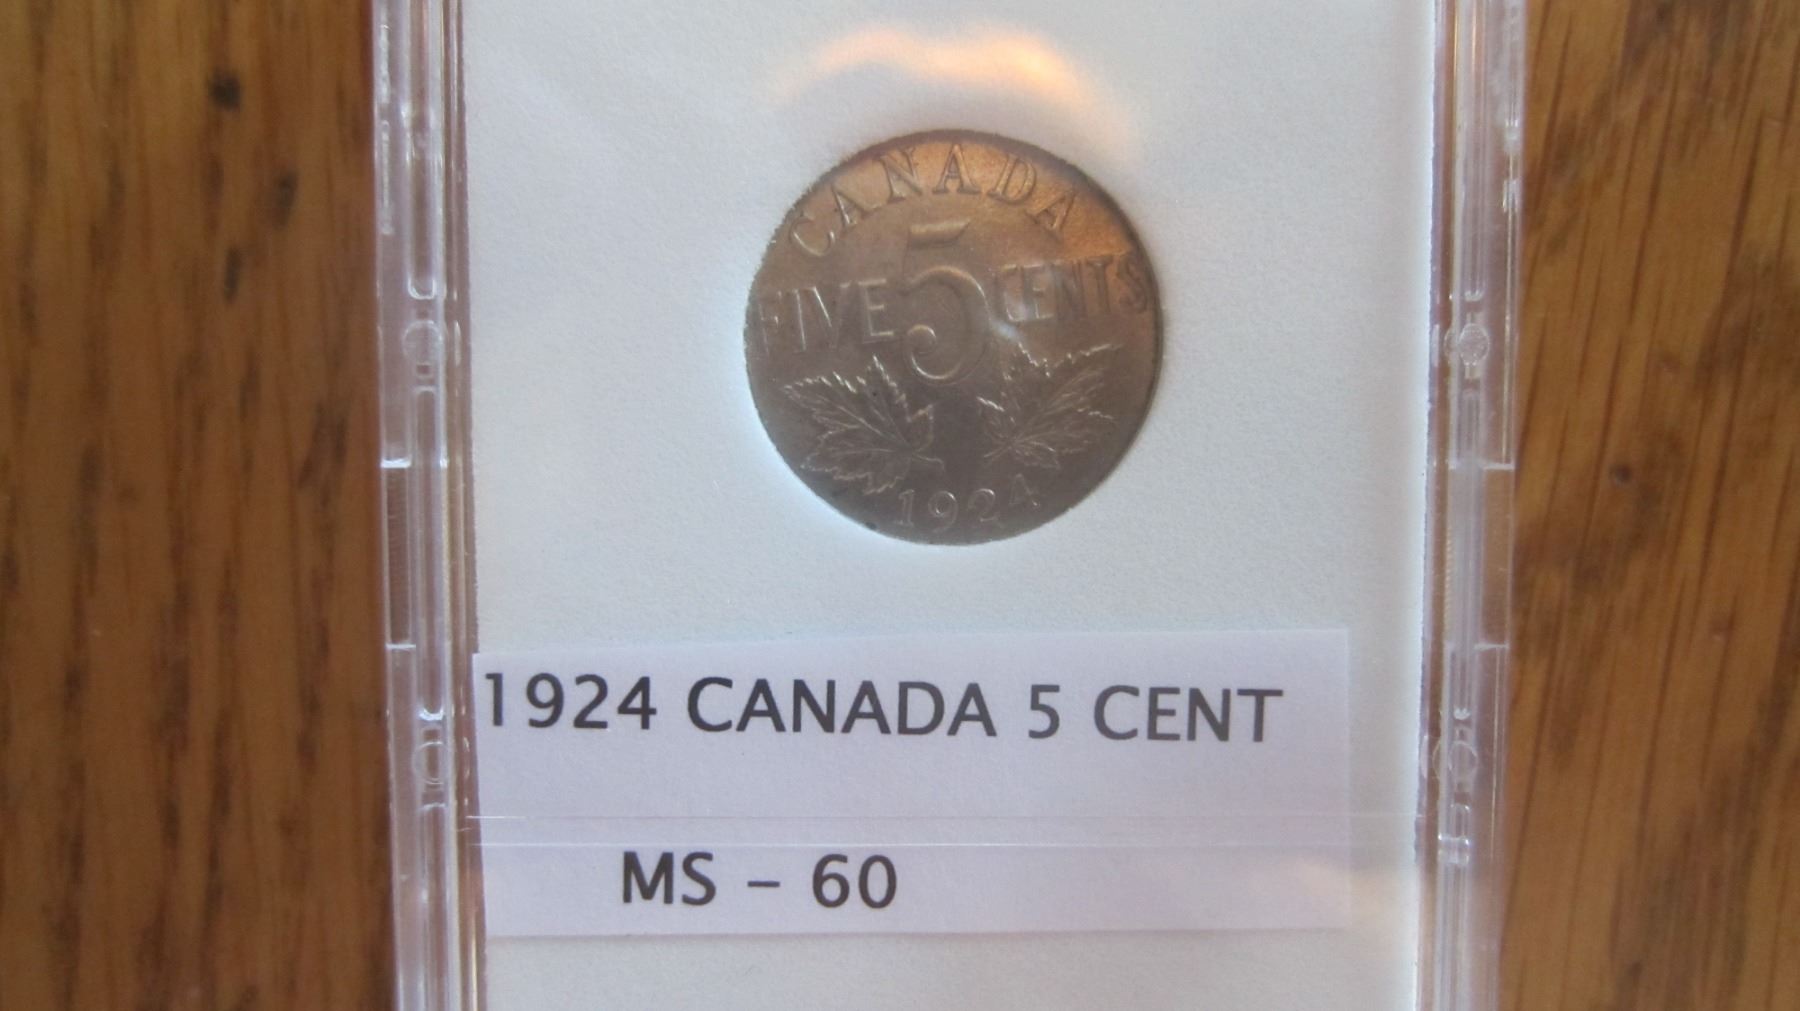 CANADA
FIVE 5 CENTS
1924
1924 CANADA 5 CENT
MS - 60